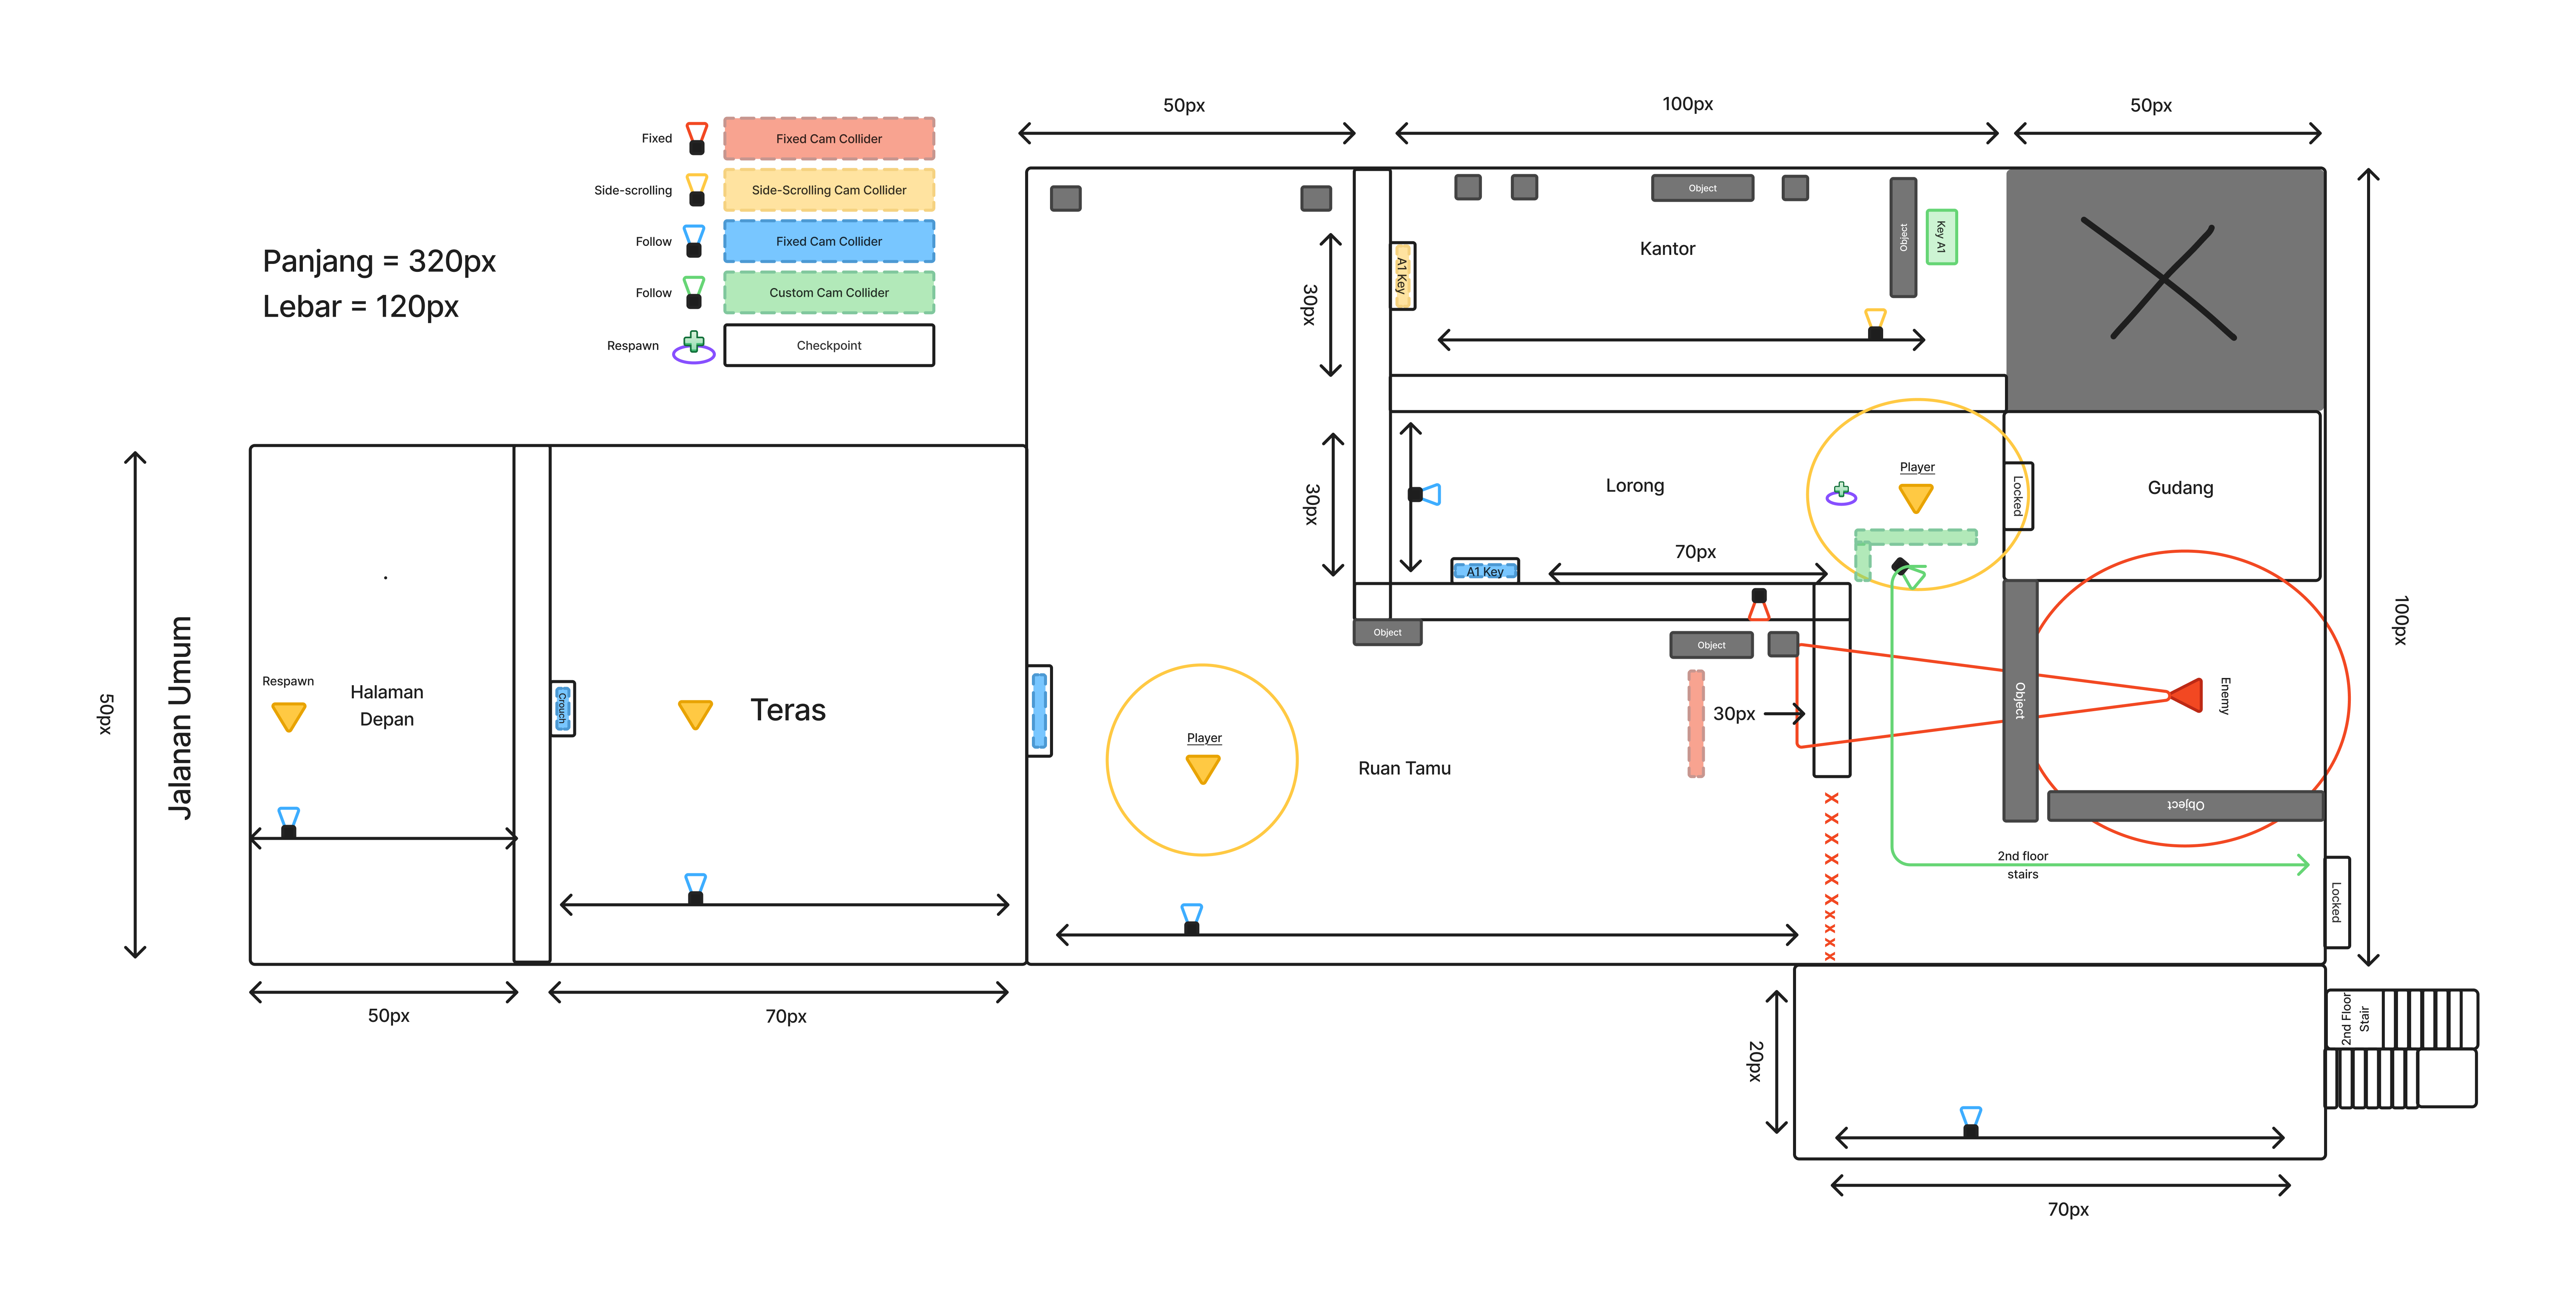 50px
100px
50px
Fixed
Fixed Cam Collider
Side-scrolling
Side-Scrolling Cam Collider
Follow
Fixed Cam Collider
Follow
Custom Cam Collider
Respawn
Checkpoint
Panjang = 320px
Lebar = 120px
Object
Object
Key A1
Kantor
A1 Key
30px
30px
Lorong
Player
Locked
Gudang
70px
A1 Key
Object
Object
30px
Object
Enemy
Object
100px
50px
Jalanan Umum
Respawn
Halaman
Depan
Crouch
Teras
Player
Ruan Tamu
X
X
X
X
X
X
X
X
X
X
2nd floor
stairs
Locked
50px
70px
20px
2nd Floor
Stair
70px